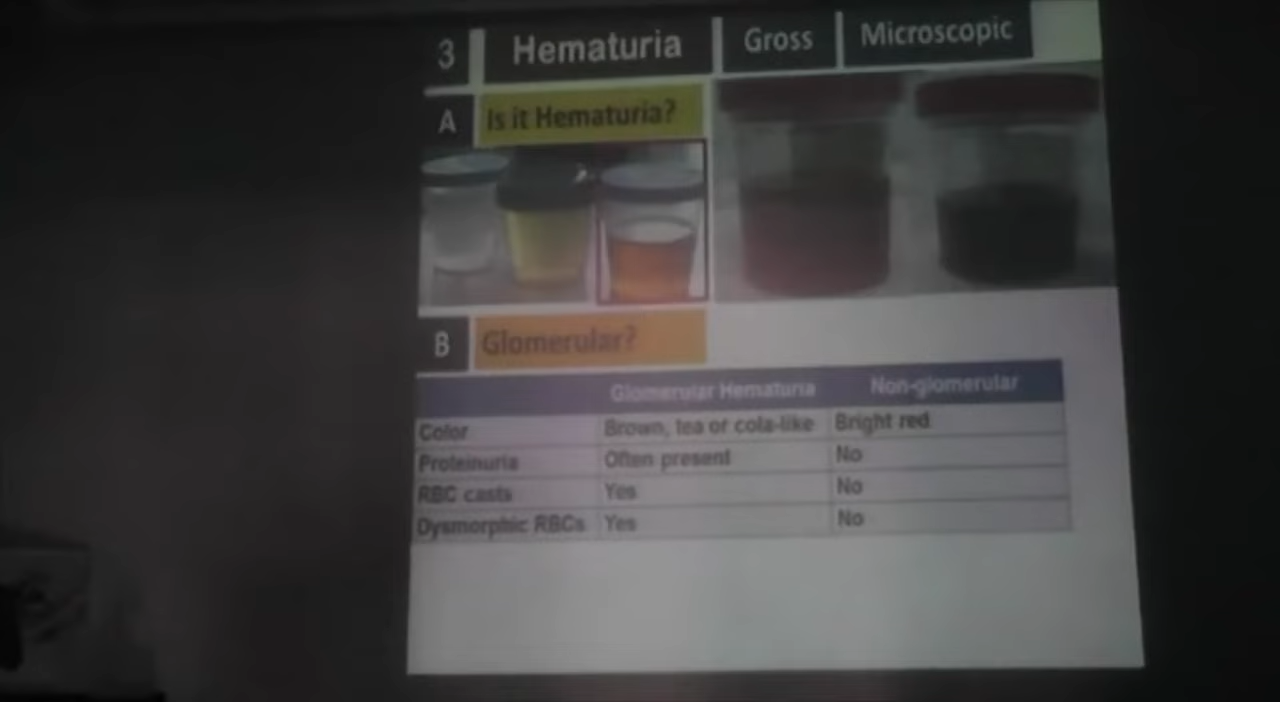 3 Hematuria Gross Microscopic
A Is it Hematuria?
B Glomerular?
Glomerular Hematuria Non-glomerular
Color Brown, tea or cola-like Bright red
Proteinuria Often present No
RBC casts Yes No
Dysmorphic RBCs Yes No